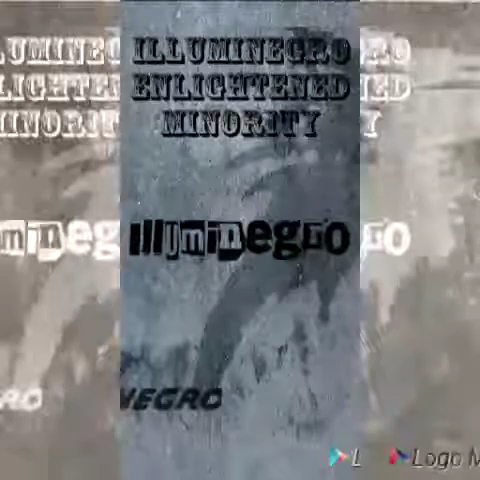 ILLUMINEGRO
ENLIGHTENED
MINORITY
illUminegro
NEGRO
Logo M